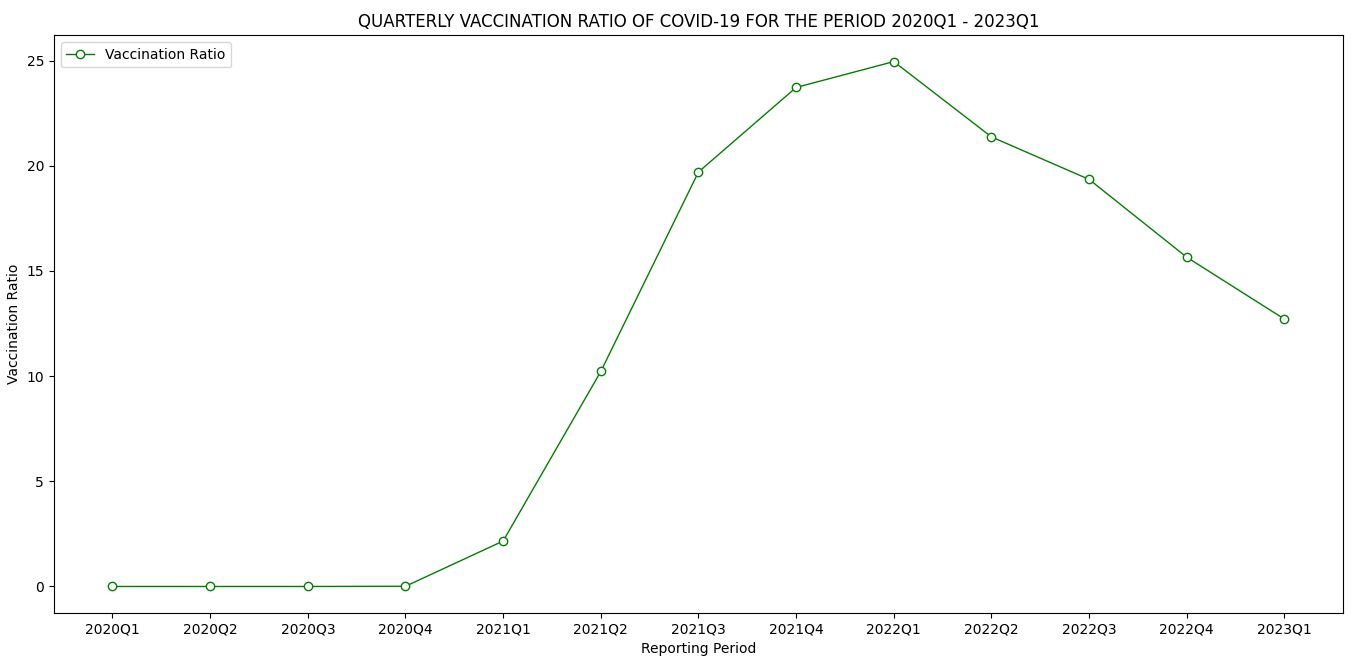 QUARTERLY VACCINATION RATIO OF COVID-19 FOR THE PERIOD 2020Q1 - 2023Q1
Vaccination Ratio
25
20
15
10
5
0
Vaccination Ratio
2020Q1 2020Q2 2020Q3 2020Q4 2021Q1 2021Q2 2021Q3 2021Q4 2022Q1 2022Q2 2022Q3 2022Q4 2023Q1
Reporting Period